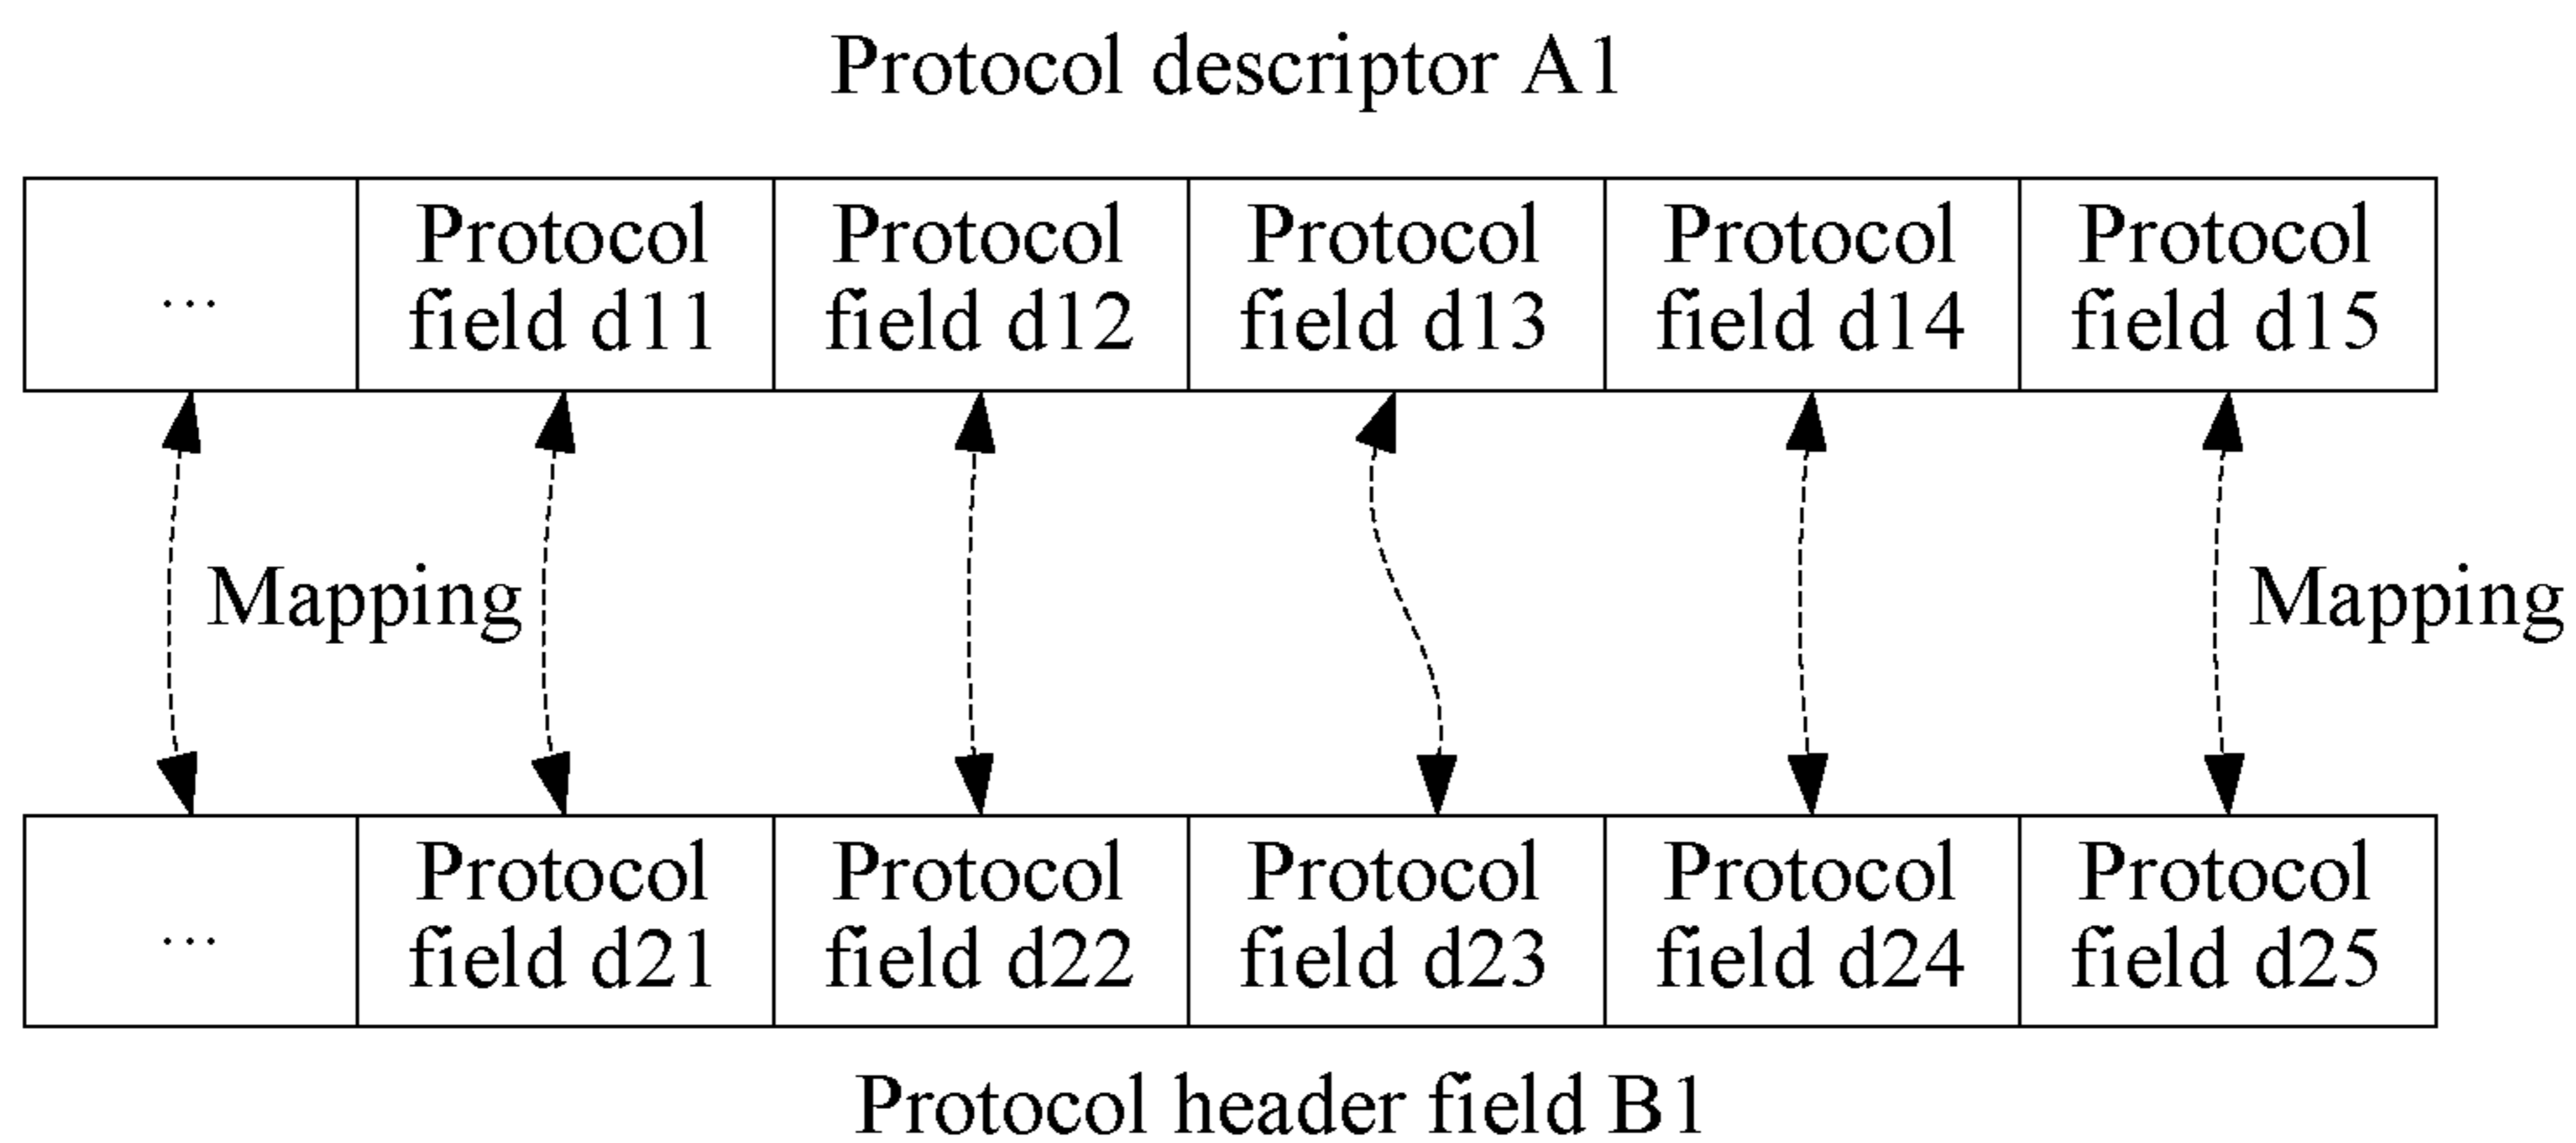 Protocol descriptor A1
...
Protocol
field d11
Protocol
field d12
Protocol
field d13
Protocol
field d14
Protocol
field d15
Mapping
Mapping
...
Protocol
field d21
Protocol
field d22
Protocol
field d23
Protocol
field d24
Protocol
field d25
Protocol header field B1